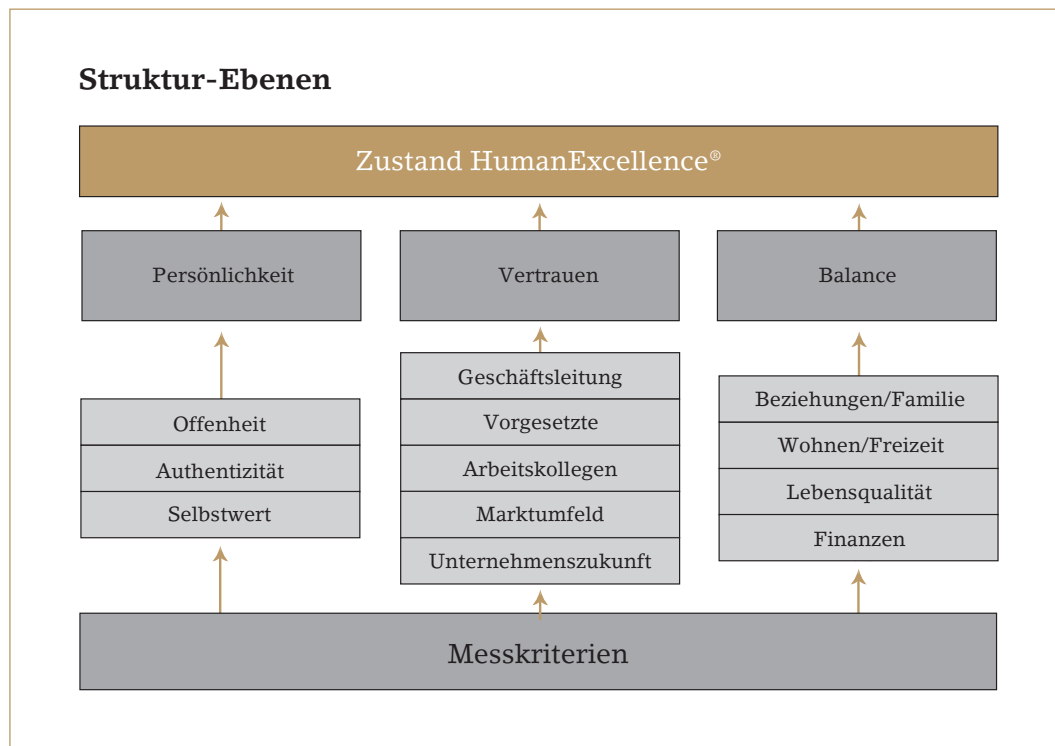 Struktur-Ebenen
Zustand HumanExcellence®
Persönlichkeit
Vertrauen
Balance
Offenheit
Authentizität
Selbstwert
Geschäftsleitung
Vorgesetzte
Arbeitskollegen
Marktumfeld
Unternehmenszukunft
Beziehungen/Familie
Wohnen/Freizeit
Lebensqualität
Finanzen
Messkriterien